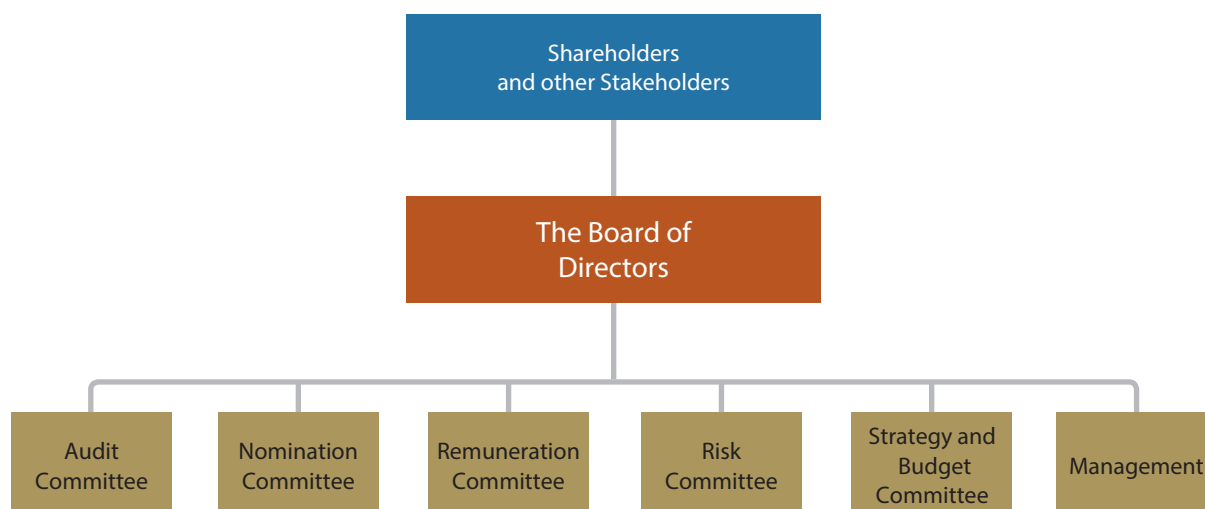 Shareholders
and other Stakeholders
The Board of
Directors
Audit
Committee
Nomination
Committee
Remuneration
Committee
Risk
Committee
Strategy and
Budget
Committee
Management